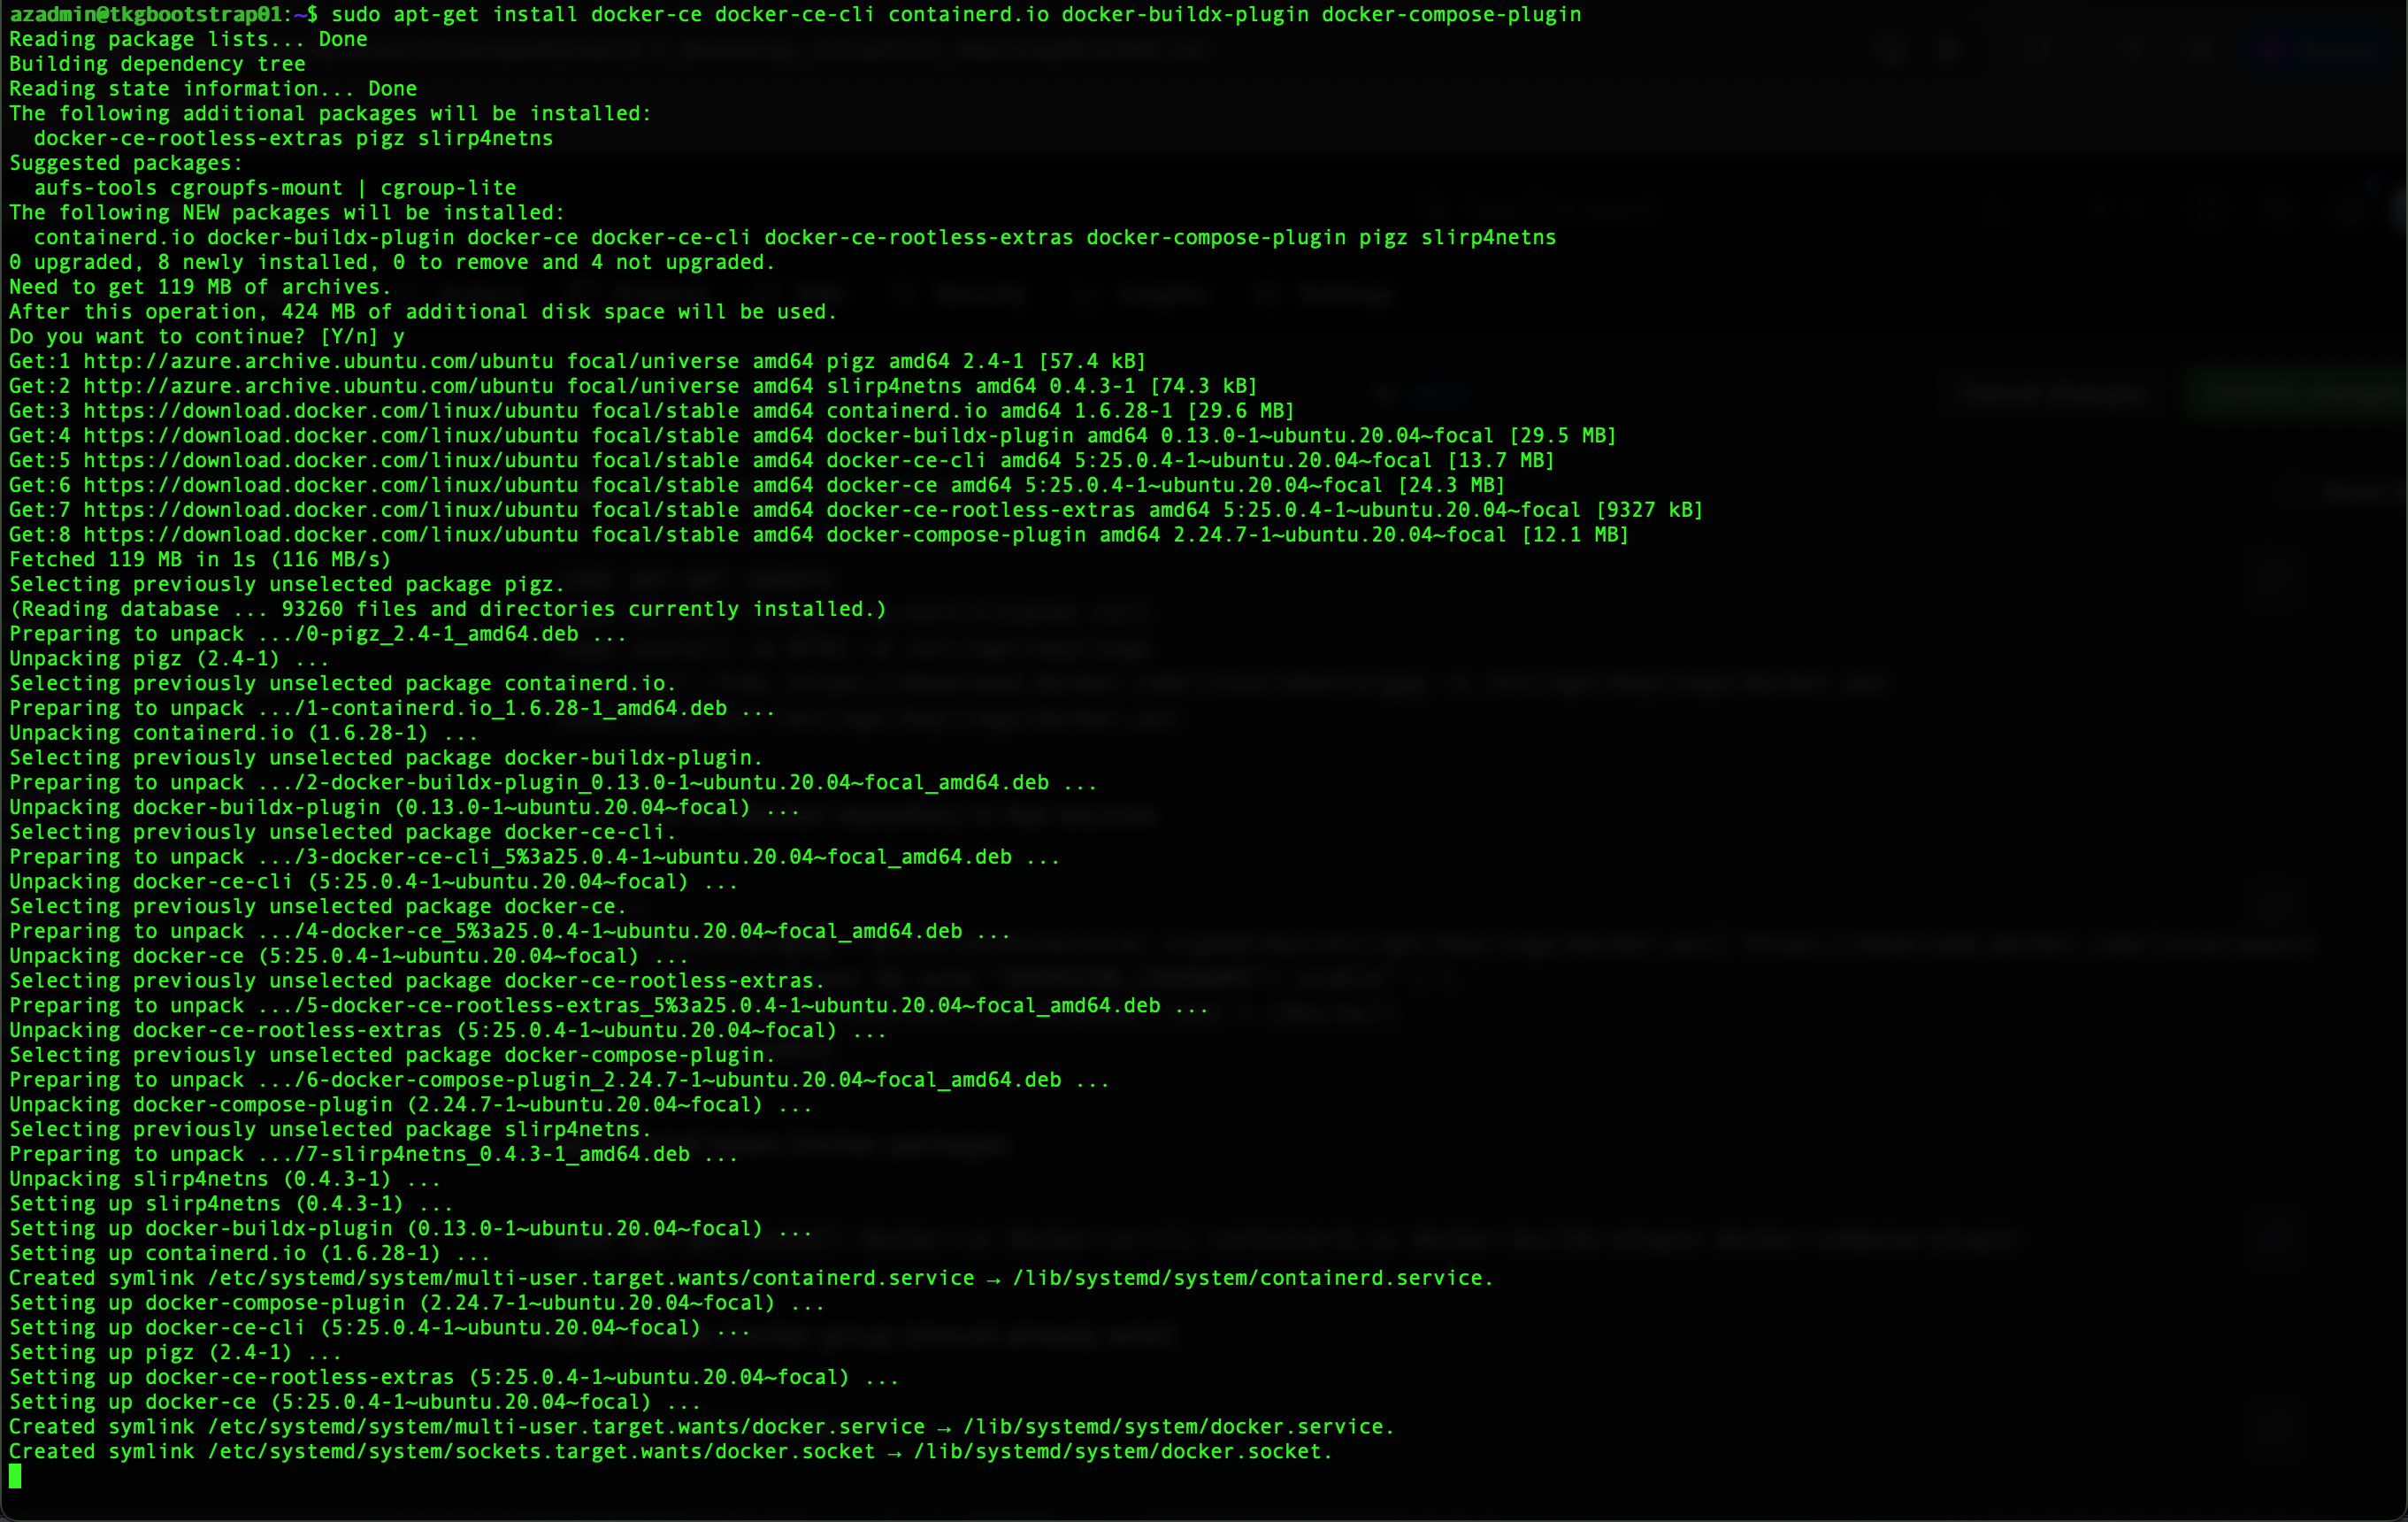 azadmin@tkgbootstrap01:~$ sudo apt-get install docker-ce docker-ce-cli containerd.io docker-buildx-plugin docker-compose-plugin
Reading package lists... Done
Building dependency tree
Reading state information... Done
The following additional packages will be installed:
  docker-ce-rootless-extras pigz slirp4netns
Suggested packages:
  aufs-tools cgroupfs-mount | cgroup-lite
The following NEW packages will be installed:
  containerd.io docker-buildx-plugin docker-ce docker-ce-cli docker-ce-rootless-extras docker-compose-plugin pigz slirp4netns
0 upgraded, 8 newly installed, 0 to remove and 4 not upgraded.
Need to get 119 MB of archives.
After this operation, 424 MB of additional disk space will be used.
Do you want to continue? [Y/n] y
Get:1 http://azure.archive.ubuntu.com/ubuntu focal/universe amd64 pigz amd64 2.4-1 [57.4 kB]
Get:2 http://azure.archive.ubuntu.com/ubuntu focal/universe amd64 slirp4netns amd64 0.4.3-1 [74.3 kB]
Get:3 https://download.docker.com/linux/ubuntu focal/stable amd64 containerd.io amd64 1.6.28-1 [29.6 MB]
Get:4 https://download.docker.com/linux/ubuntu focal/stable amd64 docker-buildx-plugin amd64 0.13.0-1~ubuntu.20.04~focal [29.5 MB]
Get:5 https://download.docker.com/linux/ubuntu focal/stable amd64 docker-ce-cli amd64 5:25.0.4-1~ubuntu.20.04~focal [13.7 MB]
Get:6 https://download.docker.com/linux/ubuntu focal/stable amd64 docker-ce amd64 5:25.0.4-1~ubuntu.20.04~focal [24.3 MB]
Get:7 https://download.docker.com/linux/ubuntu focal/stable amd64 docker-ce-rootless-extras amd64 5:25.0.4-1~ubuntu.20.04~focal [9327 kB]
Get:8 https://download.docker.com/linux/ubuntu focal/stable amd64 docker-compose-plugin amd64 2.24.7-1~ubuntu.20.04~focal [12.1 MB]
Fetched 119 MB in 1s (116 MB/s)
Selecting previously unselected package pigz.
(Reading database ... 93260 files and directories currently installed.)
Preparing to unpack .../0-pigz_2.4-1_amd64.deb ...
Unpacking pigz (2.4-1) ...
Selecting previously unselected package containerd.io.
Preparing to unpack .../1-containerd.io_1.6.28-1_amd64.deb ...
Unpacking containerd.io (1.6.28-1) ...
Selecting previously unselected package docker-buildx-plugin.
Preparing to unpack .../2-docker-buildx-plugin_0.13.0-1~ubuntu.20.04~focal_amd64.deb ...
Unpacking docker-buildx-plugin (0.13.0-1~ubuntu.20.04~focal) ...
Selecting previously unselected package docker-ce-cli.
Preparing to unpack .../3-docker-ce-cli_5%3a25.0.4-1~ubuntu.20.04~focal_amd64.deb ...
Unpacking docker-ce-cli (5:25.0.4-1~ubuntu.20.04~focal) ...
Selecting previously unselected package docker-ce.
Preparing to unpack .../4-docker-ce_5%3a25.0.4-1~ubuntu.20.04~focal_amd64.deb ...
Unpacking docker-ce (5:25.0.4-1~ubuntu.20.04~focal) ...
Selecting previously unselected package docker-ce-rootless-extras.
Preparing to unpack .../5-docker-ce-rootless-extras_5%3a25.0.4-1~ubuntu.20.04~focal_amd64.deb ...
Unpacking docker-ce-rootless-extras (5:25.0.4-1~ubuntu.20.04~focal) ...
Selecting previously unselected package docker-compose-plugin.
Preparing to unpack .../6-docker-compose-plugin_2.24.7-1~ubuntu.20.04~focal_amd64.deb ...
Unpacking docker-compose-plugin (2.24.7-1~ubuntu.20.04~focal) ...
Selecting previously unselected package slirp4netns.
Preparing to unpack .../7-slirp4netns_0.4.3-1_amd64.deb ...
Unpacking slirp4netns (0.4.3-1) ...
Setting up slirp4netns (0.4.3-1) ...
Setting up docker-buildx-plugin (0.13.0-1~ubuntu.20.04~focal) ...
Setting up containerd.io (1.6.28-1) ...
Created symlink /etc/systemd/system/multi-user.target.wants/containerd.service → /lib/systemd/system/containerd.service.
Setting up docker-compose-plugin (2.24.7-1~ubuntu.20.04~focal) ...
Setting up docker-ce-cli (5:25.0.4-1~ubuntu.20.04~focal) ...
Setting up pigz (2.4-1) ...
Setting up docker-ce-rootless-extras (5:25.0.4-1~ubuntu.20.04~focal) ...
Setting up docker-ce (5:25.0.4-1~ubuntu.20.04~focal) ...
Created symlink /etc/systemd/system/multi-user.target.wants/docker.service → /lib/systemd/system/docker.service.
Created symlink /etc/systemd/system/sockets.target.wants/docker.socket → /lib/systemd/system/docker.socket.